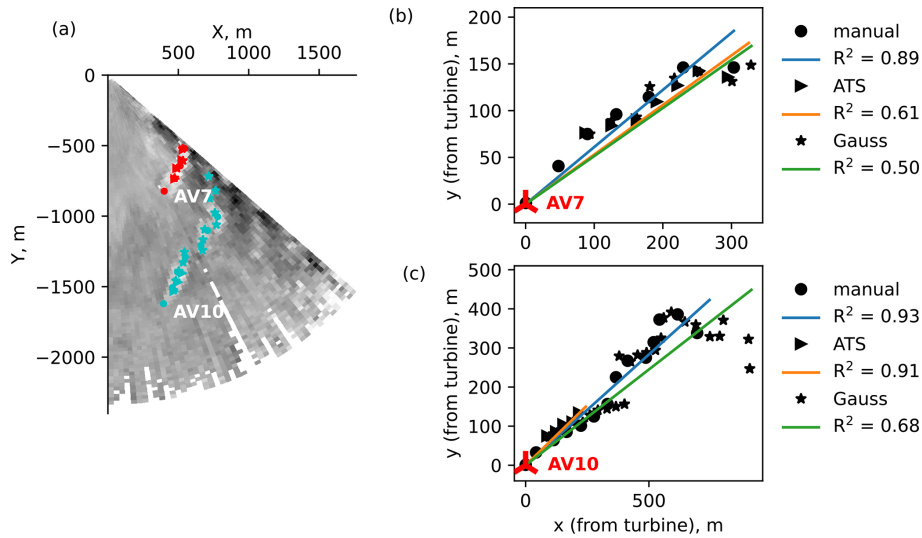 (a)
X, m
500 1000 1500
0
−500
−1000
−1500
−2000
Y, m
AV7
AV10
(b)
200
150
100
50
0
y (from turbine), m
0 100 200 300
AV7
manual
R² = 0.89
ATS
R² = 0.61
Gauss
R² = 0.50
(c)
500
400
300
200
100
0
y (from turbine), m
0 500
x (from turbine), m
AV10
manual
R² = 0.93
ATS
R² = 0.91
Gauss
R² = 0.68